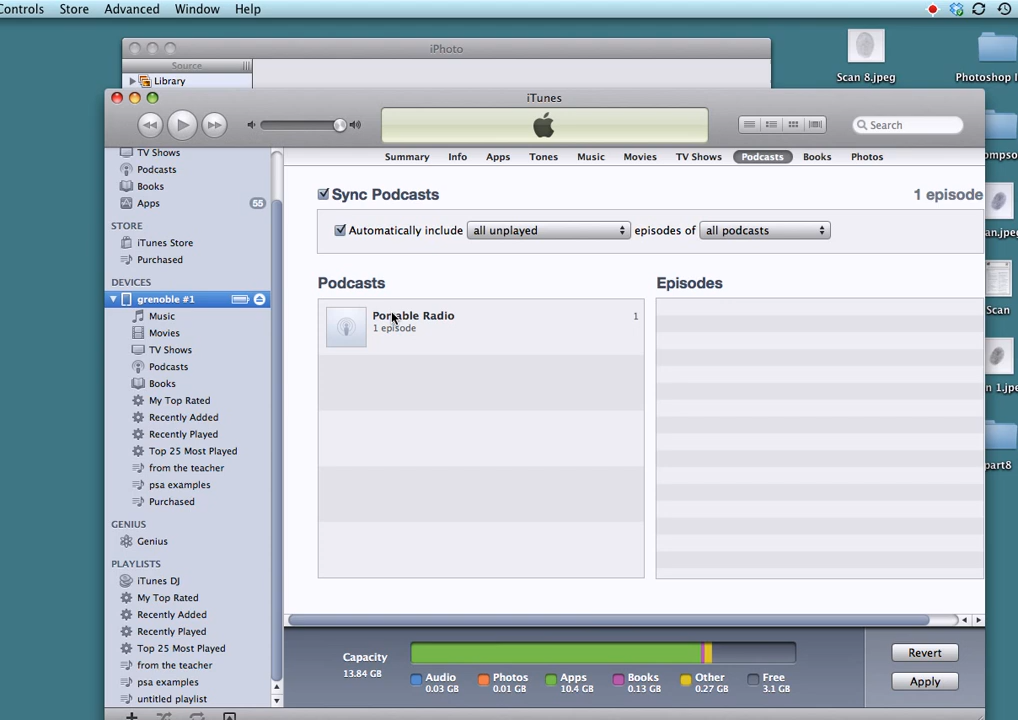 Controls Store Advanced Window Help
Scan 8.jpeg
Photoshop
iPhoto
Source
Library
iTunes
Search
Summary Info Apps Tones Music Movies TV Shows Podcasts Books Photos
TV Shows
Podcasts
Books
Apps 55
STORE
iTunes Store
Purchased
DEVICES
grenoble #1
Music
Movies
TV Shows
Podcasts
Books
My Top Rated
Recently Added
Recently Played
Top 25 Most Played
from the teacher
psa examples
Purchased
GENIUS
Genius
PLAYLISTS
iTunes DJ
My Top Rated
Recently Added
Recently Played
Top 25 Most Played
from the teacher
psa examples
untitled playlist
Sync Podcasts 1 episode
Automatically include all unplayed episodes of all podcasts
Podcasts
Portable Radio 1
1 episode
Episodes
Capacity
13.84 GB
Audio
0.03 GB
Photos
0.01 GB
Apps
10.4 GB
Books
0.13 GB
Other
0.27 GB
Free
3.1 GB
Revert
Apply
ompso
an.jpeg
Scan
n 1.jpe
part8